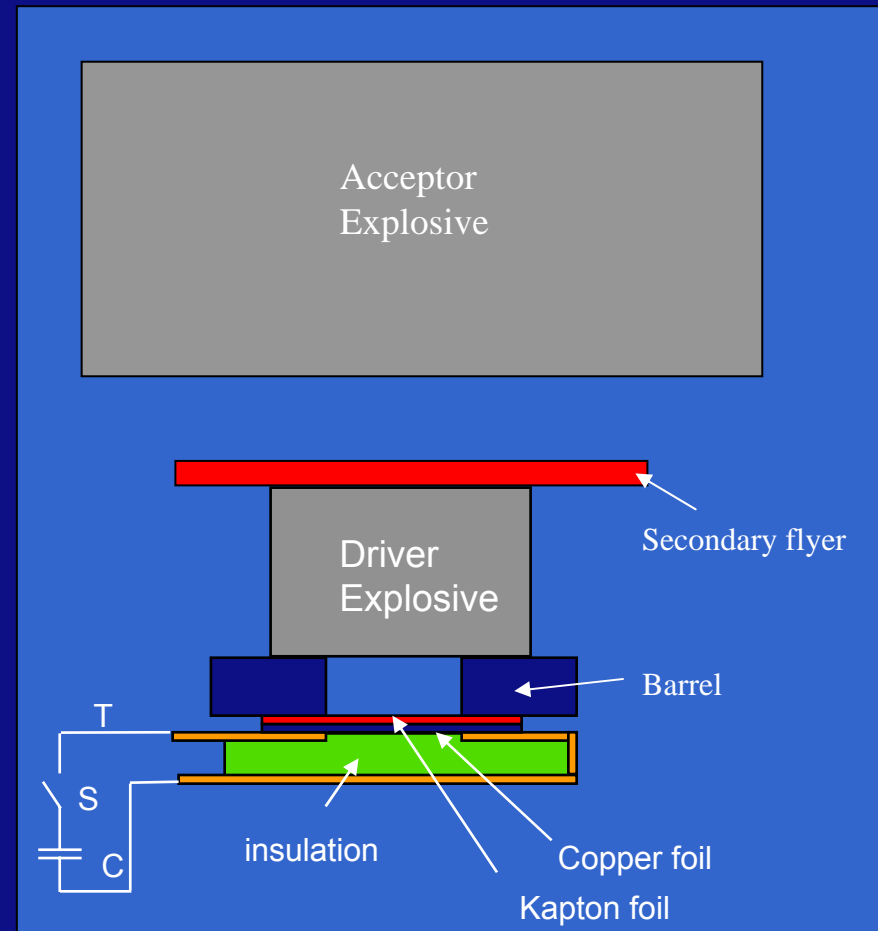 Acceptor
Explosive
Secondary flyer
Driver
Explosive
Barrel
T
S
C
insulation
Copper foil
Kapton foil